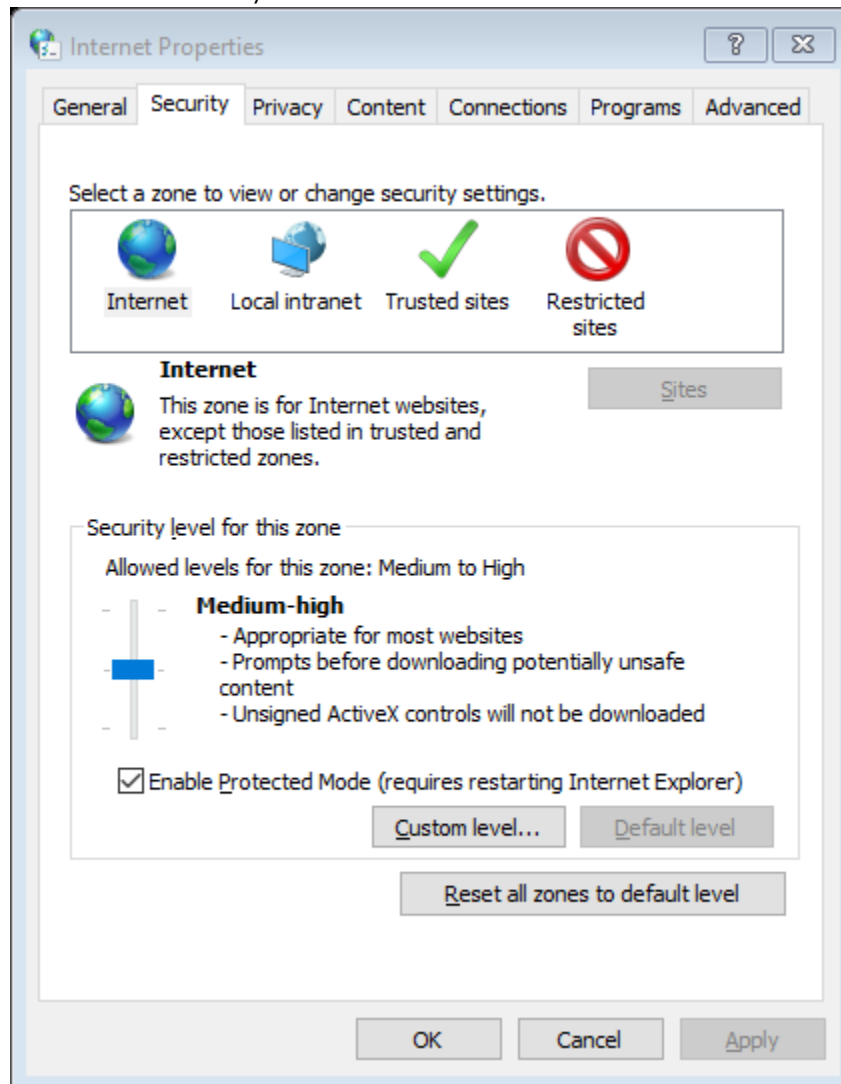 Internet Properties
General Security Privacy Content Connections Programs Advanced
Select a zone to view or change security settings.
Internet Local intranet Trusted sites Restricted
sites
Internet
Sites
This zone is for Internet websites,
except those listed in trusted and
restricted zones.
Security level for this zone
Allowed levels for this zone: Medium to High
Medium-high
- Appropriate for most websites
- Prompts before downloading potentially unsafe
content
- Unsigned ActiveX controls will not be downloaded
Enable Protected Mode (requires restarting Internet Explorer)
Custom level... Default level
Reset all zones to default level
OK Cancel Apply